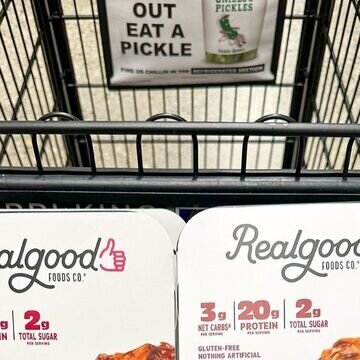 OUT
EAT A
PICKLE
PICKLES
FIND US CHILLIN IN THE REFRIGERATED SECTION
algood
FOODS CO.
2g
TOTAL SUGAR
PER SERVING
Realgood
FOODS CO.
3g
NET CARBS
PER SERVING
20g
PROTEIN
PER SERVING
2g
TOTAL SUGAR
PER SERVING
GLUTEN-FREE
NOTHING ARTIFICIAL